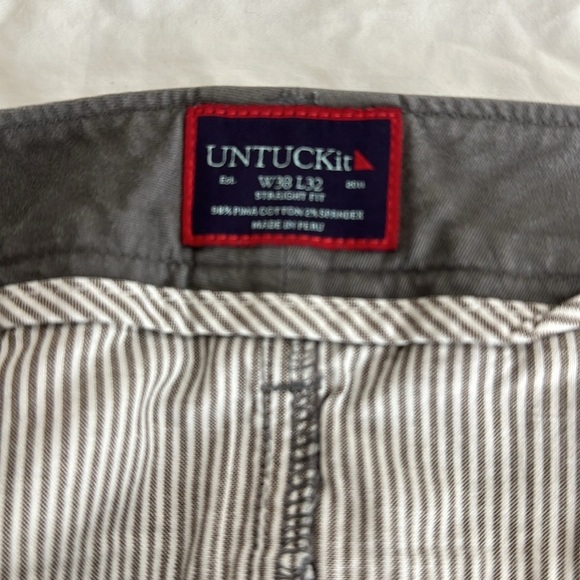 UNTUCKit
Est. W38 L32 2011
STRAIGHT FIT
98% PIMA COTTON 2% SPANDEX
MADE IN PERU